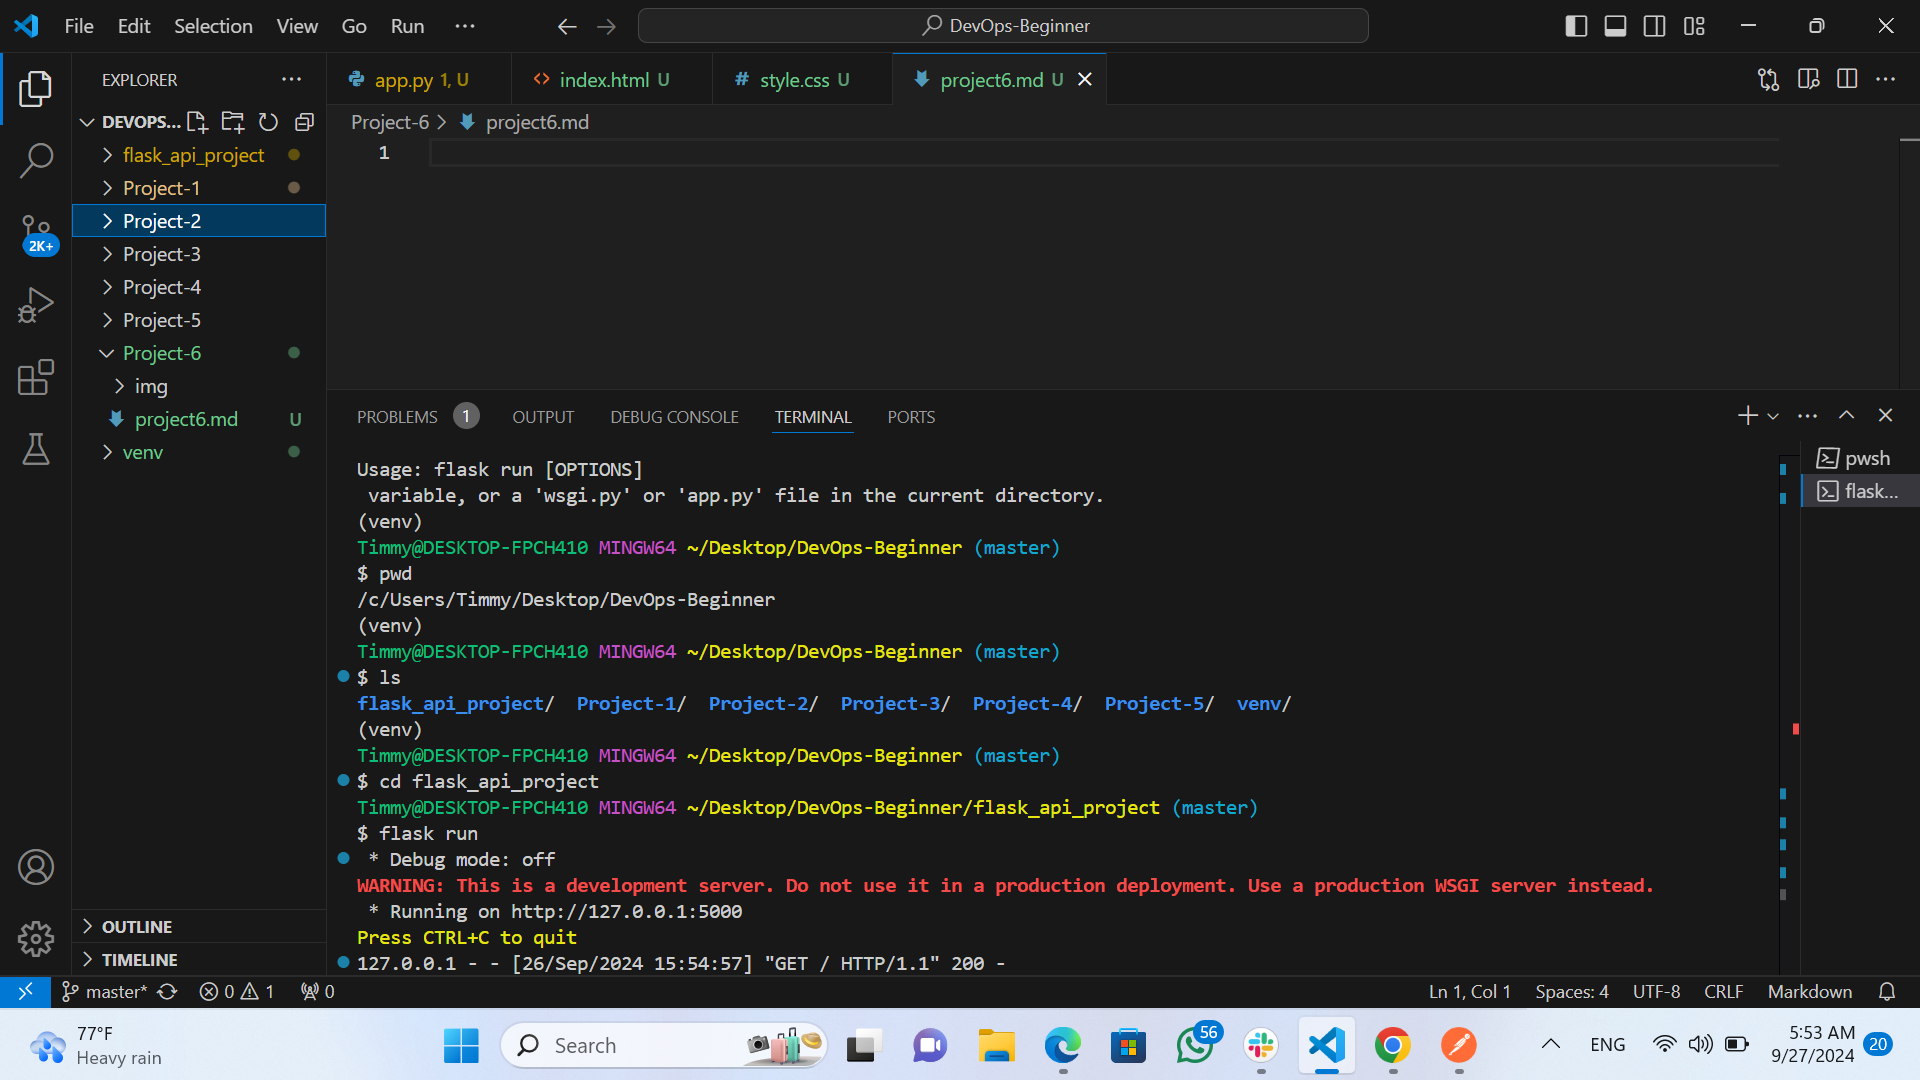 File Edit Selection View Go Run ··· DevOps-Beginner
EXPLORER ···
DEVOPS...
flask_api_project
Project-1
Project-2
Project-3
Project-4
Project-5
Project-6
img
project6.md U
venv
OUTLINE
TIMELINE
2K+
app.py 1, U index.html U style.css U project6.md U
Project-6 > project6.md
1
PROBLEMS 1 OUTPUT DEBUG CONSOLE TERMINAL PORTS
pwsh
flask...
Usage: flask run [OPTIONS]
variable, or a 'wsgi.py' or 'app.py' file in the current directory.
(venv)
Timmy@DESKTOP-FPCH410 MINGW64 ~/Desktop/DevOps-Beginner (master)
$ pwd
/c/Users/Timmy/Desktop/DevOps-Beginner
(venv)
Timmy@DESKTOP-FPCH410 MINGW64 ~/Desktop/DevOps-Beginner (master)
$ ls
flask_api_project/ Project-1/ Project-2/ Project-3/ Project-4/ Project-5/ venv/
(venv)
Timmy@DESKTOP-FPCH410 MINGW64 ~/Desktop/DevOps-Beginner (master)
$ cd flask_api_project
Timmy@DESKTOP-FPCH410 MINGW64 ~/Desktop/DevOps-Beginner/flask_api_project (master)
$ flask run
* Debug mode: off
WARNING: This is a development server. Do not use it in a production deployment. Use a production WSGI server instead.
* Running on http://127.0.0.1:5000
Press CTRL+C to quit
127.0.0.1 - - [26/Sep/2024 15:54:57] "GET / HTTP/1.1" 200 -
master* 0 1 0 Ln 1, Col 1 Spaces: 4 UTF-8 CRLF Markdown
77°F
Heavy rain
Search
56
ENG
5:53 AM
9/27/2024
20